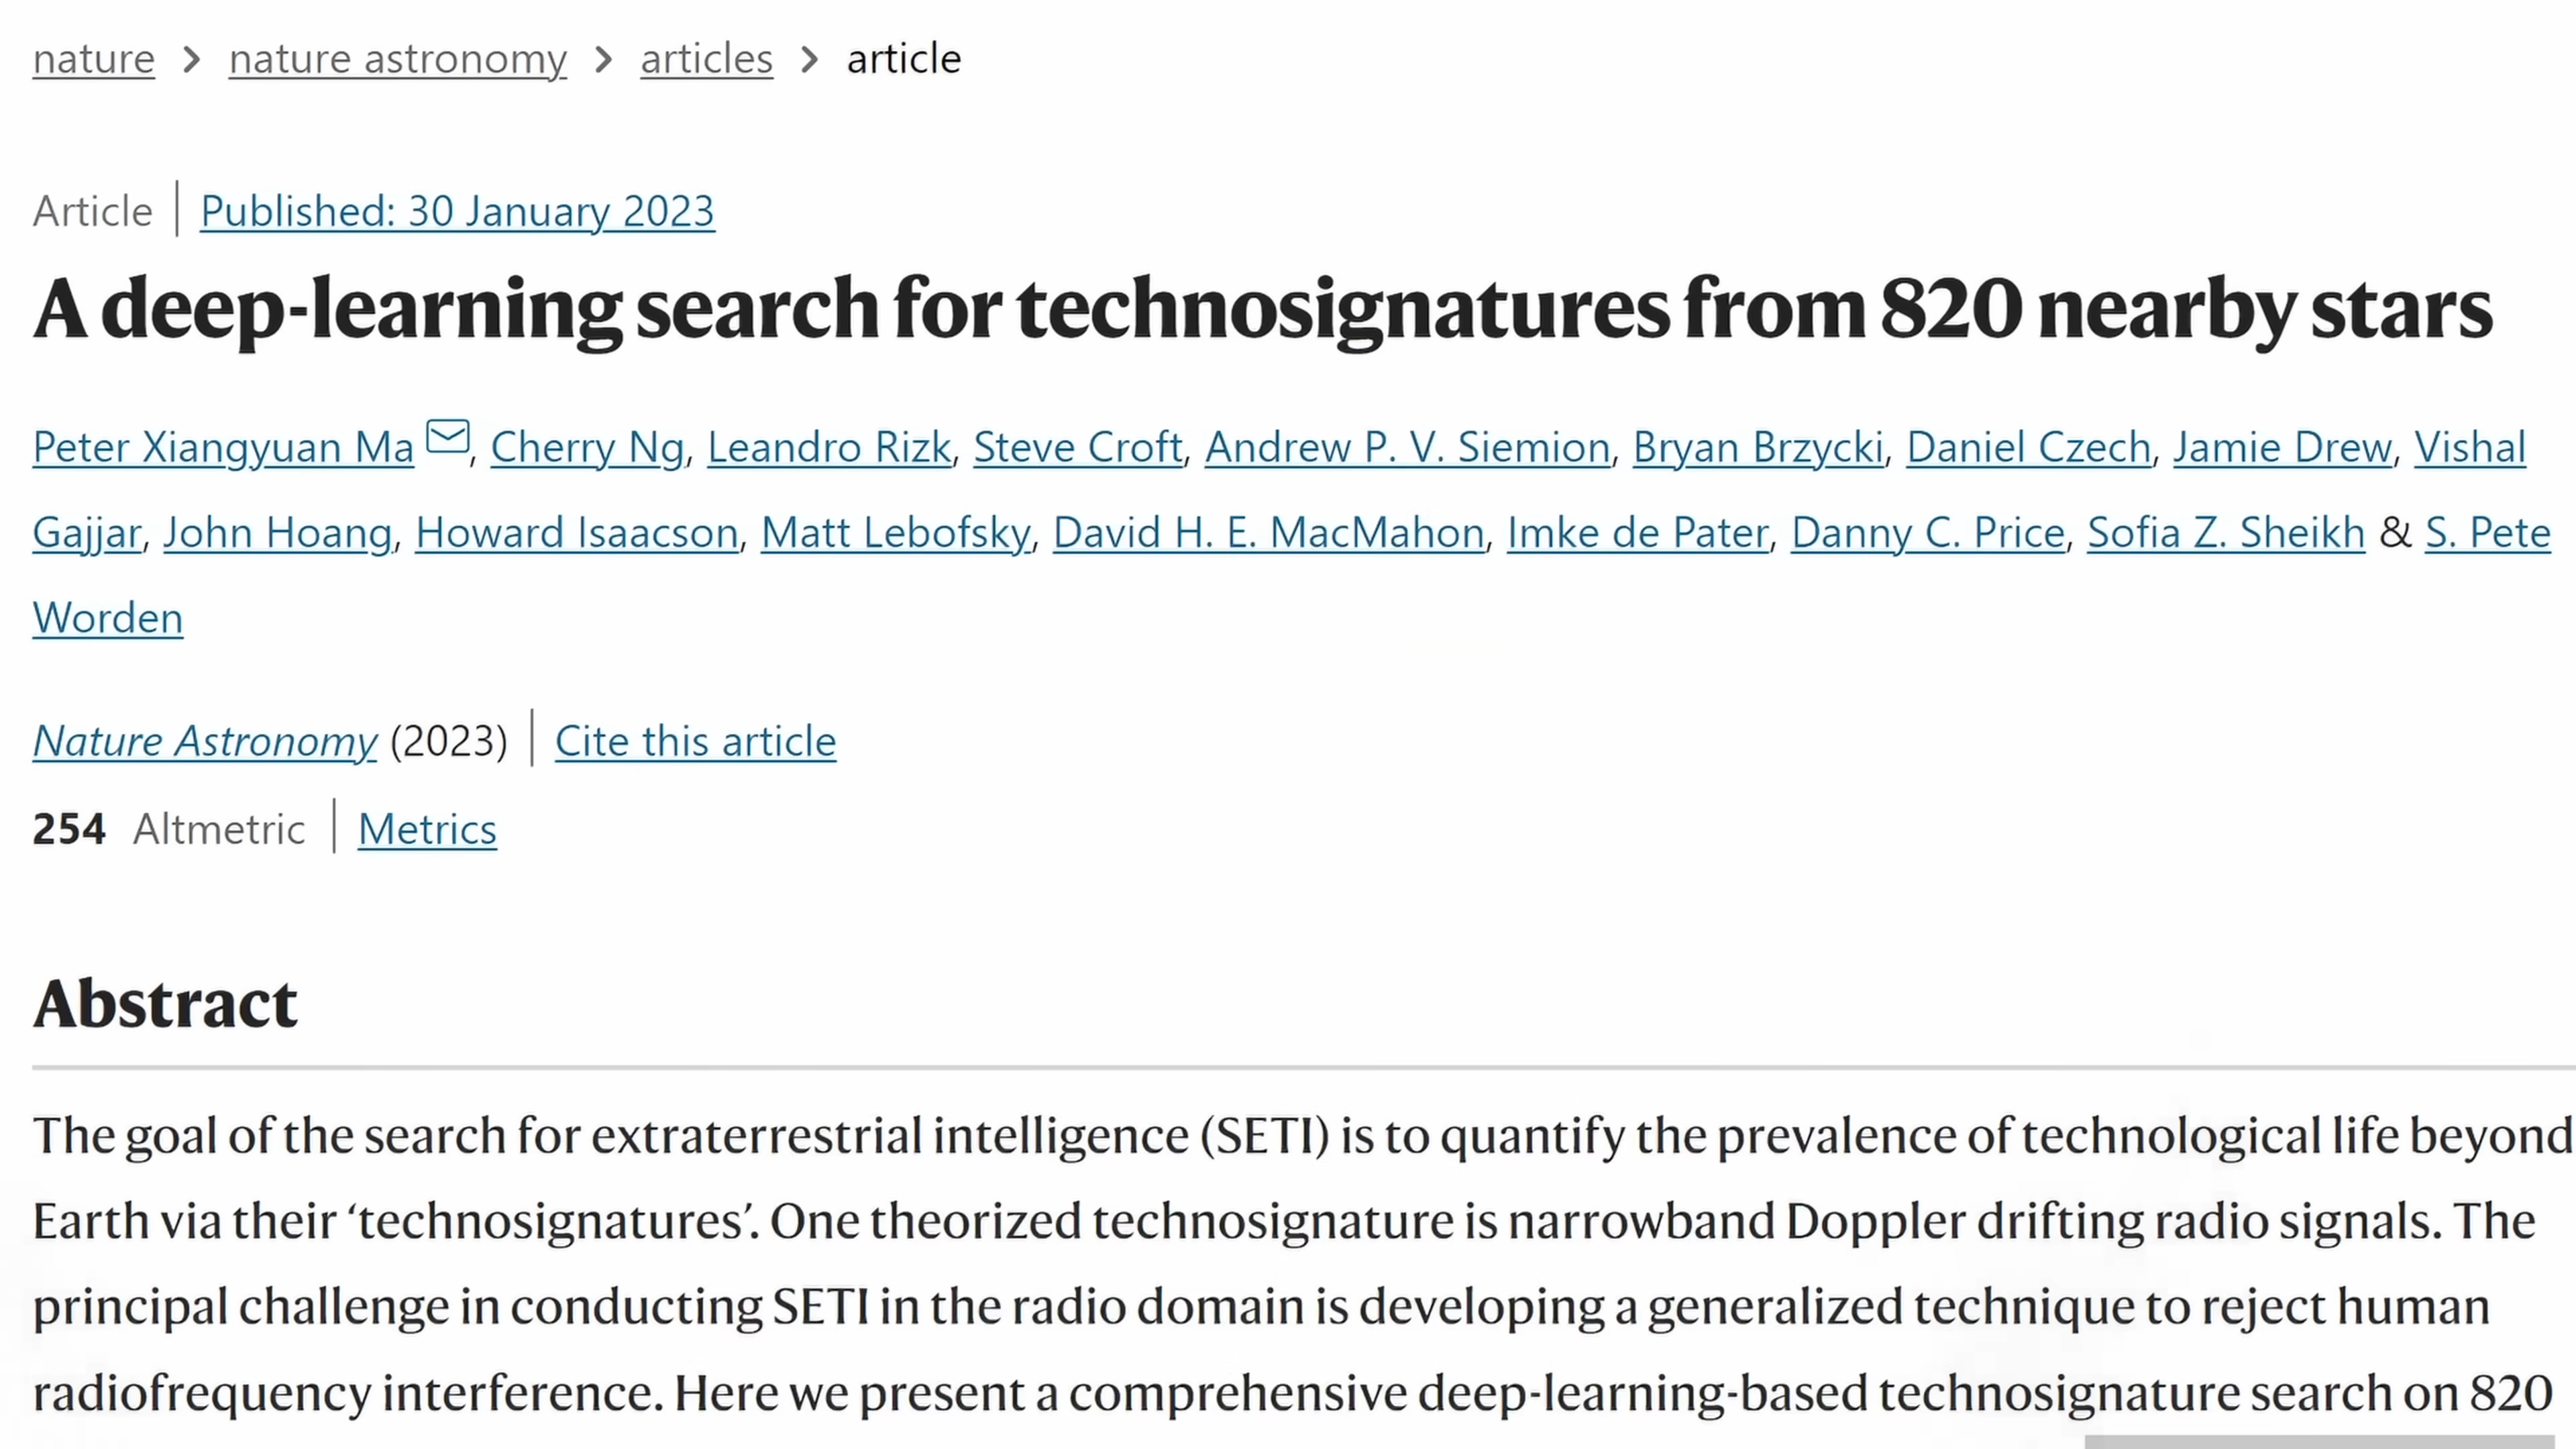 nature > nature astronomy > articles > article
Article | Published: 30 January 2023
A deep-learning search for technosignatures from 820 nearby stars
Peter Xiangyuan Ma, Cherry Ng, Leandro Rizk, Steve Croft, Andrew P. V. Siemion, Bryan Brzycki, Daniel Czech, Jamie Drew, Vishal
Gajjar, John Hoang, Howard Isaacson, Matt Lebofsky, David H. E. MacMahon, Imke de Pater, Danny C. Price, Sofia Z. Sheikh & S. Pete
Worden
Nature Astronomy (2023) | Cite this article
254 Altmetric | Metrics
Abstract
The goal of the search for extraterrestrial intelligence (SETI) is to quantify the prevalence of technological life beyond
Earth via their ‘technosignatures’. One theorized technosignature is narrowband Doppler drifting radio signals. The
principal challenge in conducting SETI in the radio domain is developing a generalized technique to reject human
radiofrequency interference. Here we present a comprehensive deep-learning-based technosignature search on 820